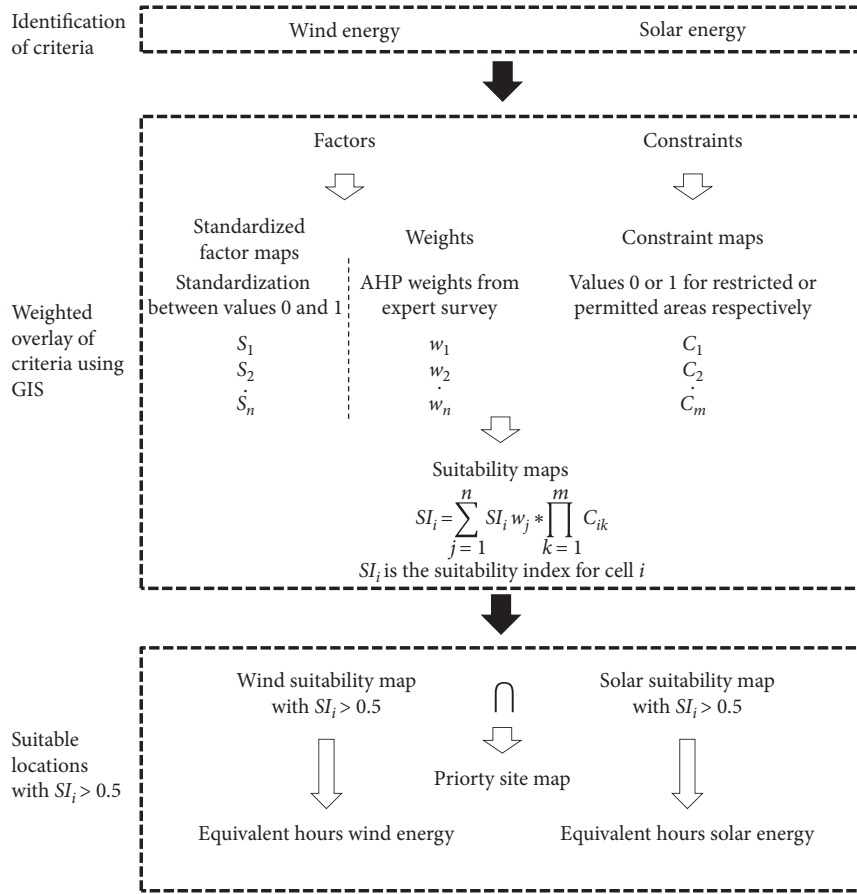 Identification
of criteria
Wind energy
Solar energy
Weighted
overlay of
criteria using
GIS
Factors
Constraints
Standardized
factor maps
Weights
Constraint maps
Standardization
between values 0 and 1
AHP weights from
expert survey
Values 0 or 1 for restricted or
permitted areas respectively
S1
S2
.
Sn
w1
w2
.
wn
C1
C2
.
Cm
Suitability maps
SIi = ∑ j = 1 n SIi wj * ∏ k = 1 m Cik
SIi is the suitability index for cell i
Suitable
locations
with SIi > 0.5
Wind suitability map
with SIi > 0.5
⋂
Solar suitability map
with SIi > 0.5
Priorty site map
Equivalent hours wind energy
Equivalent hours solar energy